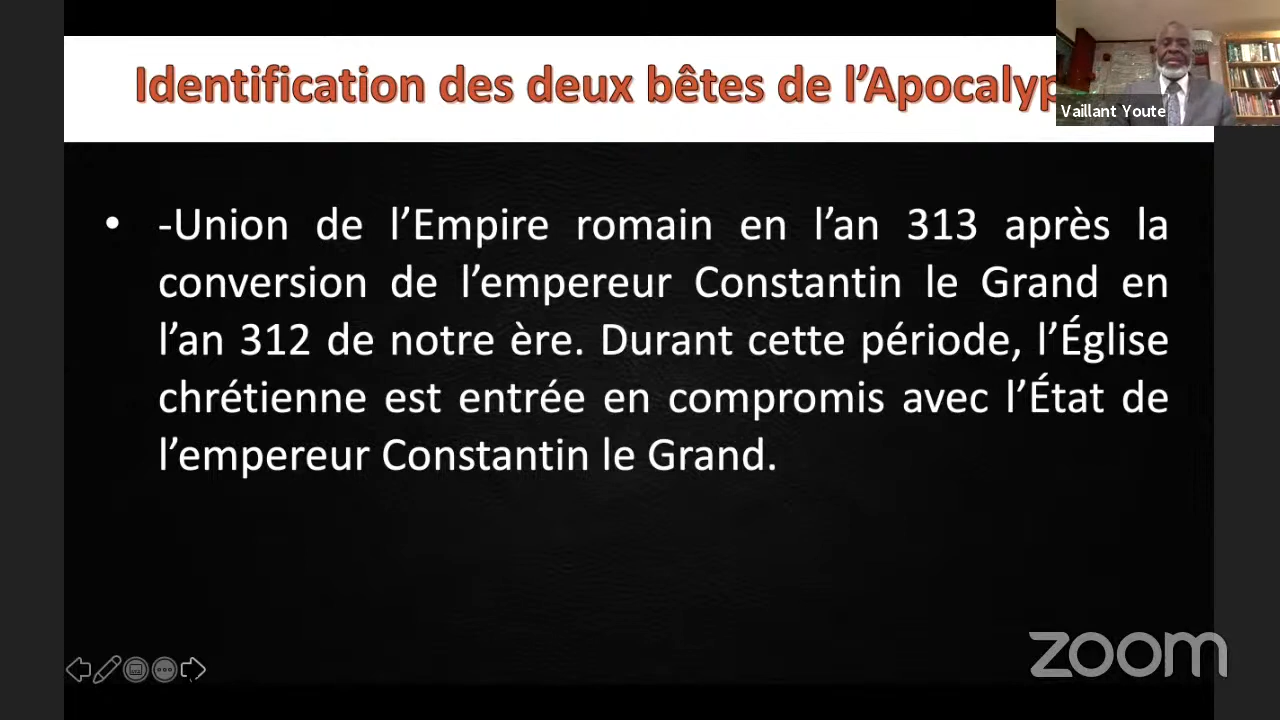 Identification des deux bêtes de l’Apocalyp
Vaillant Youte
• -Union de l’Empire romain en l’an 313 après la
conversion de l’empereur Constantin le Grand en
l’an 312 de notre ère. Durant cette période, l’Église
chrétienne est entrée en compromis avec l’État de
l’empereur Constantin le Grand.
zoom